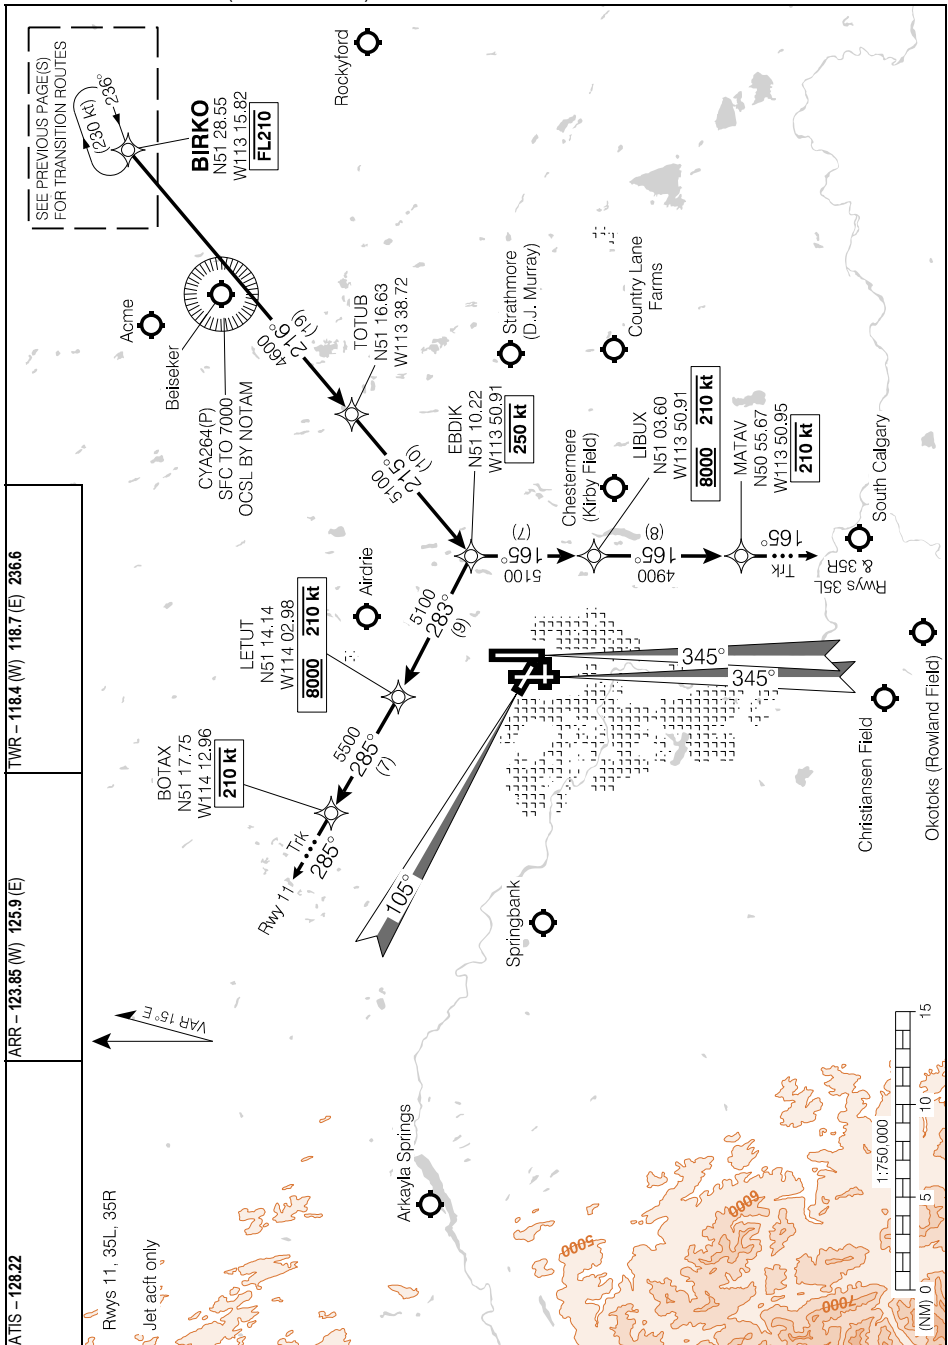 ATIS – 128.22
ARR – 123.85 (W) 125.9 (E)
TWR – 118.4 (W) 118.7 (E) 236.6
Rwys 11, 35L, 35R
Jet acft only
VAR 15° E
SEE PREVIOUS PAGE(S)
FOR TRANSITION ROUTES
(230 kt)
236°
BIRKO
N51 28.55
W113 15.82
FL210
Rockyford
Acme
Beiseker
CYA264(P)
SFC TO 7000
OCSL BY NOTAM
4600
216°
(19)
TOTUB
N51 16.63
W113 38.72
5100
215°
(10)
EBDIK
N51 10.22
W113 50.91
250 kt
Strathmore
(D.J. Murray)
Country Lane
Farms
Chestermere
(Kirby Field)
5100
165°
(7)
LIBUX
N51 03.60
W113 50.91
8000 210 kt
4900
165°
(8)
MATAV
N50 55.67
W113 50.95
210 kt
Trk
165°
Rwys 35L
& 35R
South Calgary
Airdrie
5100
283°
(9)
LETUT
N51 14.14
W114 02.98
8000 210 kt
5500
285°
(7)
BOTAX
N51 17.75
W114 12.96
210 kt
Trk
285°
Rwy 11
105°
345°
345°
Springbank
Christiansen Field
Okotoks (Rowland Field)
Arkayla Springs
5000
6000
7000
1:750,000
(NM) 0 5 10 15